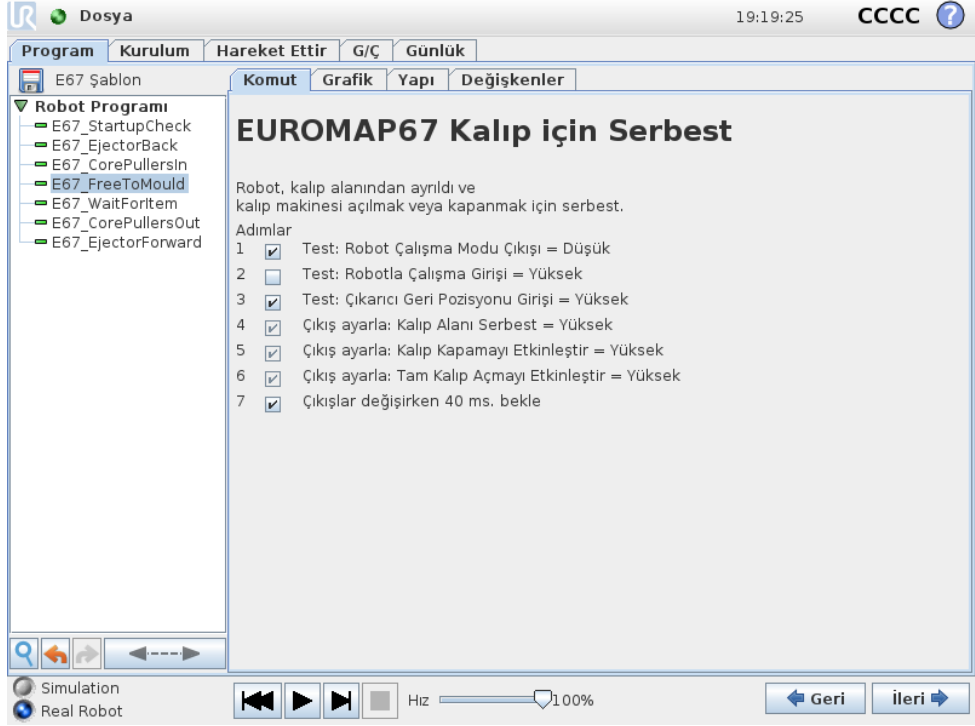 UR Dosya 19:19:25 CCCC ?
Program Kurulum Hareket Ettir G/Ç Günlük
E67 Şablon
Komut Grafik Yapı Değişkenler
Robot Programı
E67_StartupCheck
E67_EjectorBack
E67_CorePullersIn
E67_FreeToMould
E67_WaitForItem
E67_CorePullersOut
E67_EjectorForward
EUROMAP67 Kalıp için Serbest
Robot, kalıp alanından ayrıldı ve
kalıp makinesi açılmak veya kapanmak için serbest.
Adımlar
1 Test: Robot Çalışma Modu Çıkışı = Düşük
2 Test: Robotla Çalışma Girişi = Yüksek
3 Test: Çıkarıcı Geri Pozisyonu Girişi = Yüksek
4 Çıkış ayarla: Kalıp Alanı Serbest = Yüksek
5 Çıkış ayarla: Kalıp Kapamayı Etkinleştir = Yüksek
6 Çıkış ayarla: Tam Kalıp Açmayı Etkinleştir = Yüksek
7 Çıkışlar değişirken 40 ms. bekle
Simulation
Real Robot
Hız 100%
Geri İleri